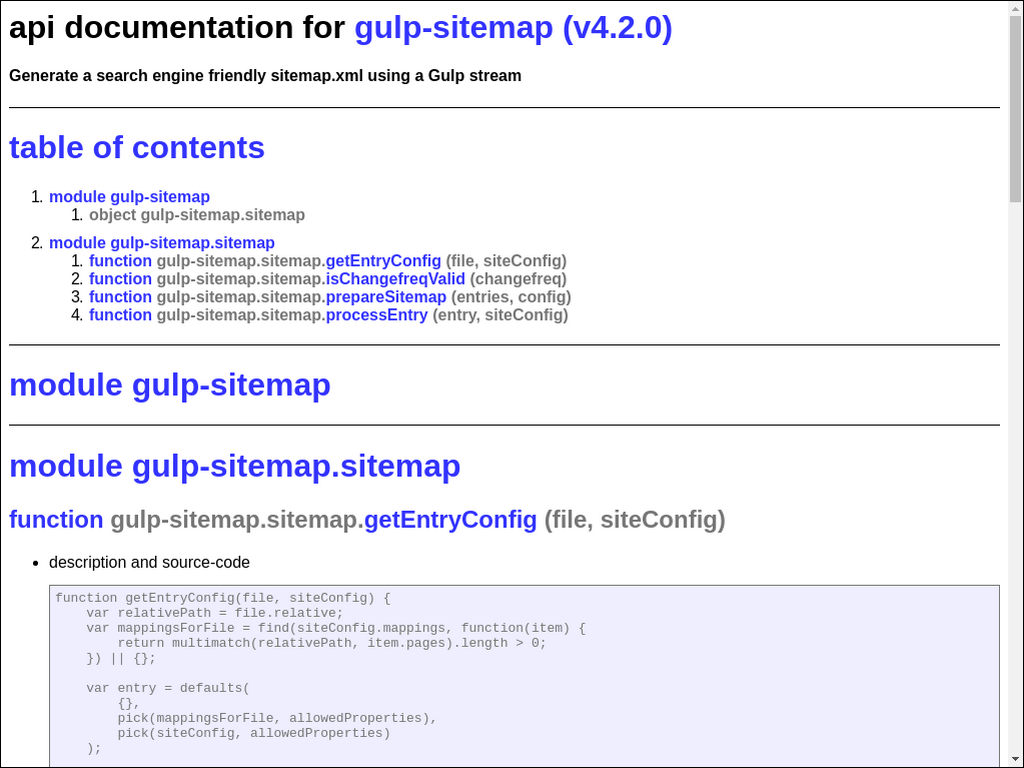 api documentation for gulp-sitemap (v4.2.0)
Generate a search engine friendly sitemap.xml using a Gulp stream
table of contents
1. module gulp-sitemap
1. object gulp-sitemap.sitemap
2. module gulp-sitemap.sitemap
1. function gulp-sitemap.sitemap.getEntryConfig (file, siteConfig)
2. function gulp-sitemap.sitemap.isChangefreqValid (changefreq)
3. function gulp-sitemap.sitemap.prepareSitemap (entries, config)
4. function gulp-sitemap.sitemap.processEntry (entry, siteConfig)
module gulp-sitemap
module gulp-sitemap.sitemap
function gulp-sitemap.sitemap.getEntryConfig (file, siteConfig)
• description and source-code
function getEntryConfig(file, siteConfig) {
    var relativePath = file.relative;
    var mappingsForFile = find(siteConfig.mappings, function(item) {
        return multimatch(relativePath, item.pages).length > 0;
    }) || {};
    var entry = defaults(
        {},
        pick(mappingsForFile, allowedProperties),
        pick(siteConfig, allowedProperties)
    );